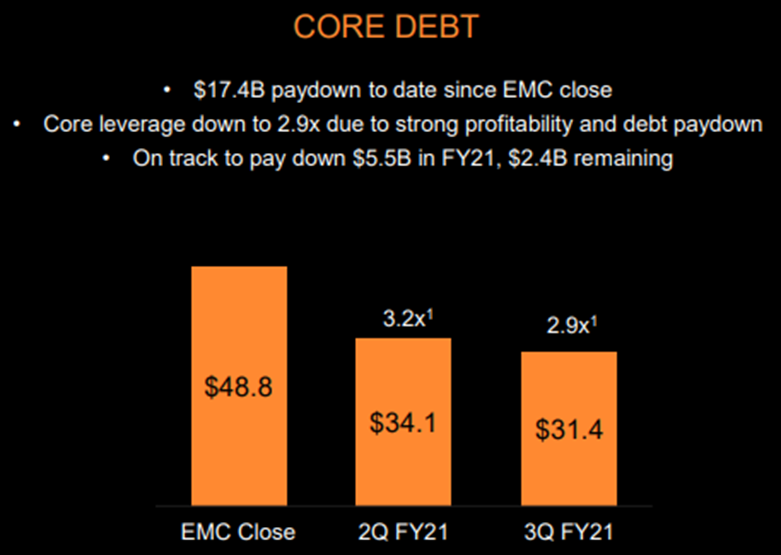 CORE DEBT
• $17.4B paydown to date since EMC close
• Core leverage down to 2.9x due to strong profitability and debt paydown
• On track to pay down $5.5B in FY21, $2.4B remaining
3.2x¹
2.9x¹
$48.8
$34.1
$31.4
EMC Close
2Q FY21
3Q FY21